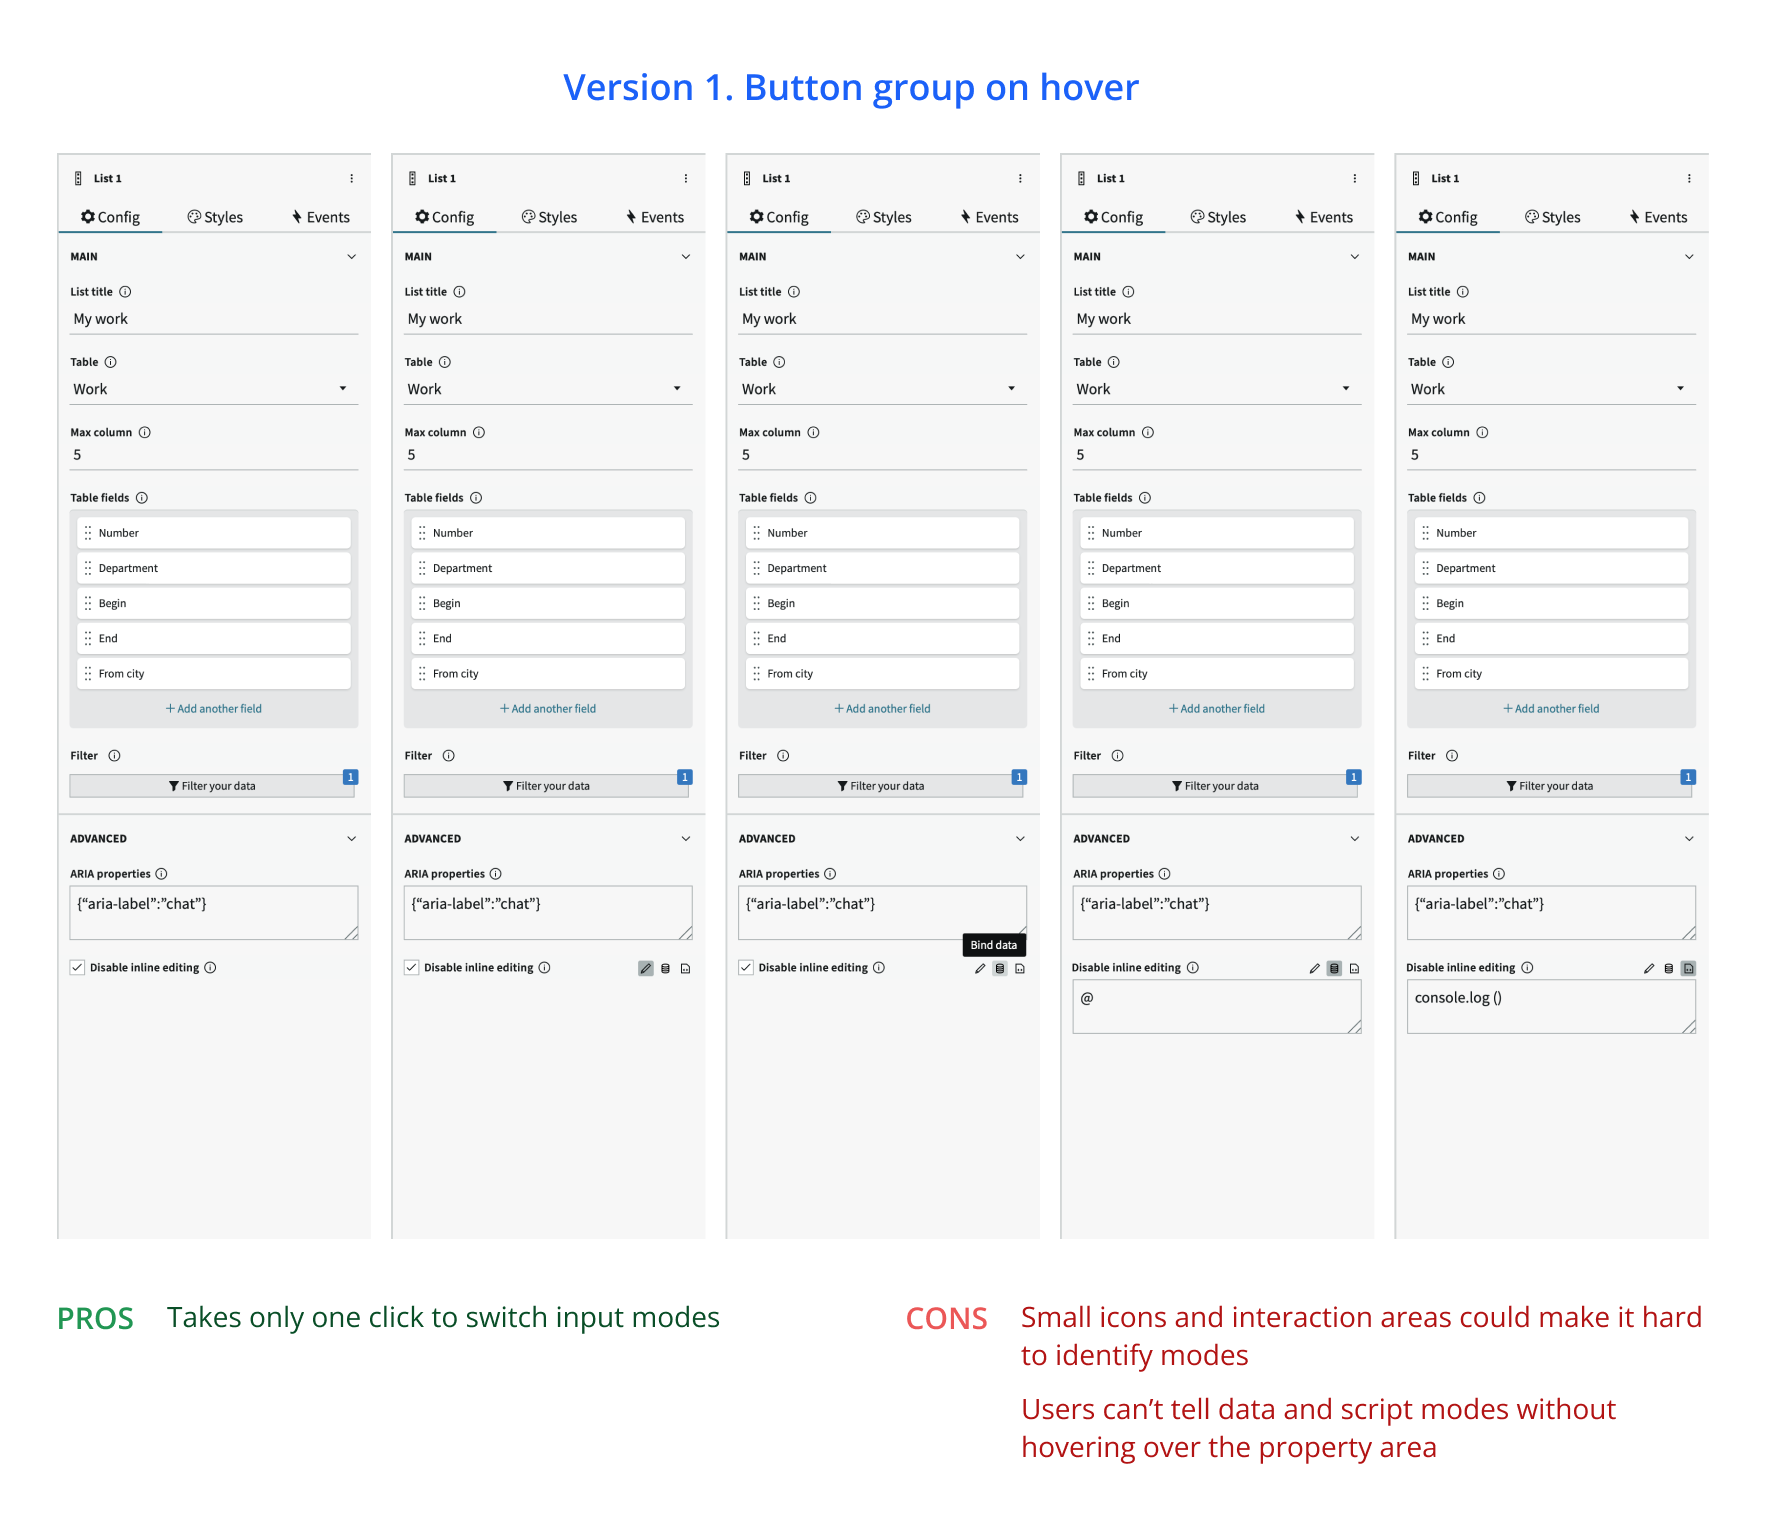 Version 1. Button group on hover
List 1
Config Styles Events
MAIN
List title
My work
Table
Work
Max column
5
Table fields
Number
Department
Begin
End
From city
+ Add another field
Filter
Filter your data 1
ADVANCED
ARIA properties
{“aria-label”:”chat”}
Disable inline editing
List 1
Config Styles Events
MAIN
List title
My work
Table
Work
Max column
5
Table fields
Number
Department
Begin
End
From city
+ Add another field
Filter
Filter your data 1
ADVANCED
ARIA properties
{“aria-label”:”chat”}
Disable inline editing
List 1
Config Styles Events
MAIN
List title
My work
Table
Work
Max column
5
Table fields
Number
Department
Begin
End
From city
+ Add another field
Filter
Filter your data 1
ADVANCED
ARIA properties
{“aria-label”:”chat”}
Bind data
Disable inline editing
List 1
Config Styles Events
MAIN
List title
My work
Table
Work
Max column
5
Table fields
Number
Department
Begin
End
From city
+ Add another field
Filter
Filter your data 1
ADVANCED
ARIA properties
{“aria-label”:”chat”}
Disable inline editing
@
List 1
Config Styles Events
MAIN
List title
My work
Table
Work
Max column
5
Table fields
Number
Department
Begin
End
From city
+ Add another field
Filter
Filter your data 1
ADVANCED
ARIA properties
{“aria-label”:”chat”}
Disable inline editing
console.log ()
PROS Takes only one click to switch input modes
CONS Small icons and interaction areas could make it hard
to identify modes
Users can’t tell data and script modes without
hovering over the property area